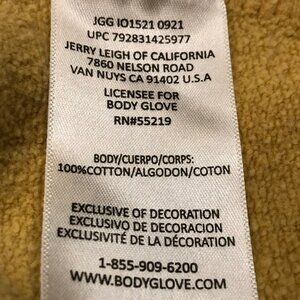 JGG IO1521 0921
UPC 792831425977
JERRY LEIGH OF CALIFORNIA
7860 NELSON ROAD
VAN NUYS CA 91402 U.S.A
LICENSEE FOR
BODY GLOVE
RN#55219
BODY/CUERPO/CORPS:
100%COTTON/ALGODON/COTON
EXCLUSIVE OF DECORATION
EXCLUSIVO DE DECORACION
EXCLUSIVITÉ DE LA DÉCORATION
1-855-909-6200
WWW.BODYGLOVE.COM